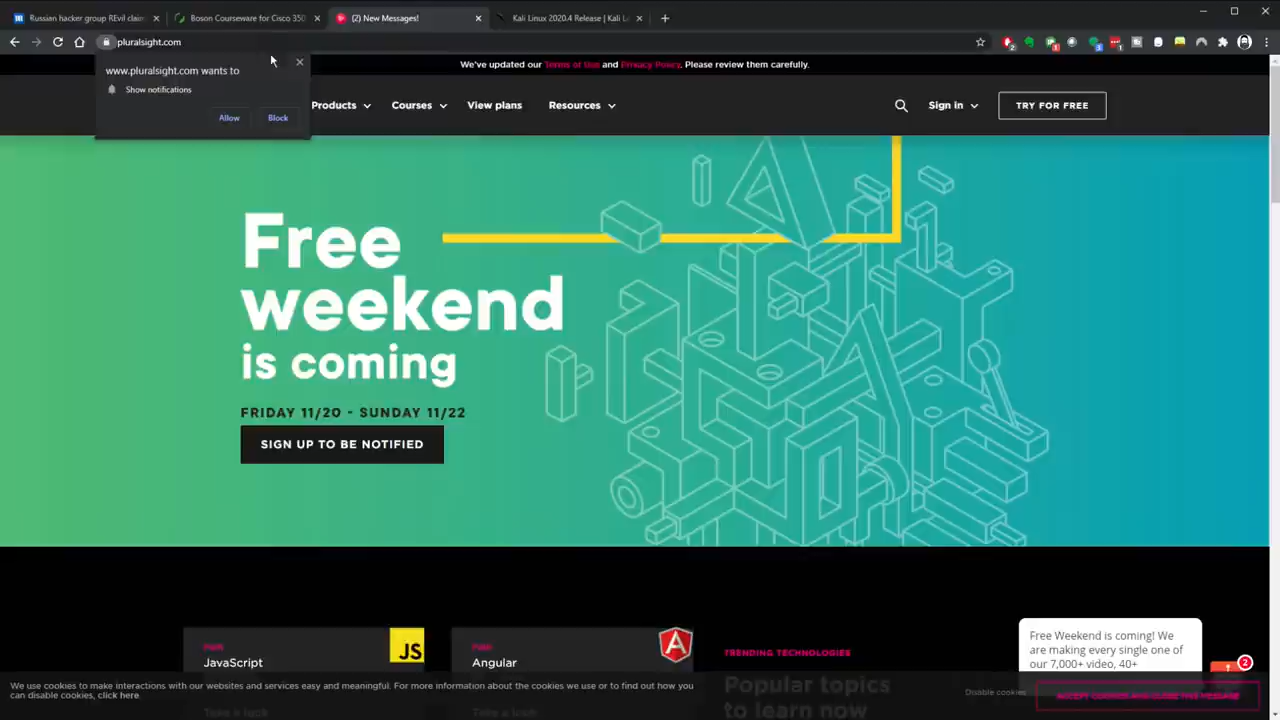 Russian hacker group REvil claim
Boson Courseware for Cisco 350
(2) New Messages!
Kali Linux 2020.4 Release | Kali L
pluralsight.com
www.pluralsight.com wants to
Show notifications
Allow
Block
We've updated our Terms of Use and Privacy Policy. Please review them carefully.
Products
Courses
View plans
Resources
Sign in
TRY FOR FREE
Free
weekend
is coming
FRIDAY 11/20 - SUNDAY 11/22
SIGN UP TO BE NOTIFIED
JS
JavaScript
Take a look
A
Angular
Take a look
TRENDING TECHNOLOGIES
Popular topics
to learn now
Free Weekend is coming! We
are making every single one of
our 7,000+ video, 40+
2
We use cookies to make interactions with our websites and services easy and meaningful. For more information about the cookies we use or to find out how you
can disable cookies, click here.
Disable cookies
ACCEPT COOKIES AND CLOSE THIS MESSAGE